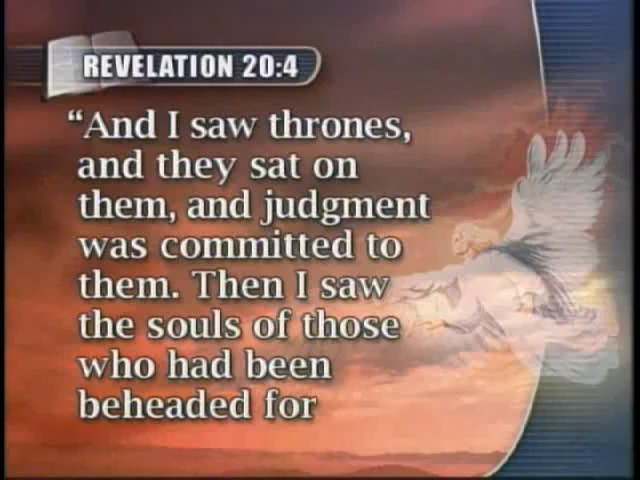 REVELATION 20:4
“And I saw thrones,
and they sat on
them, and judgment
was committed to
them. Then I saw
the souls of those
who had been
beheaded for